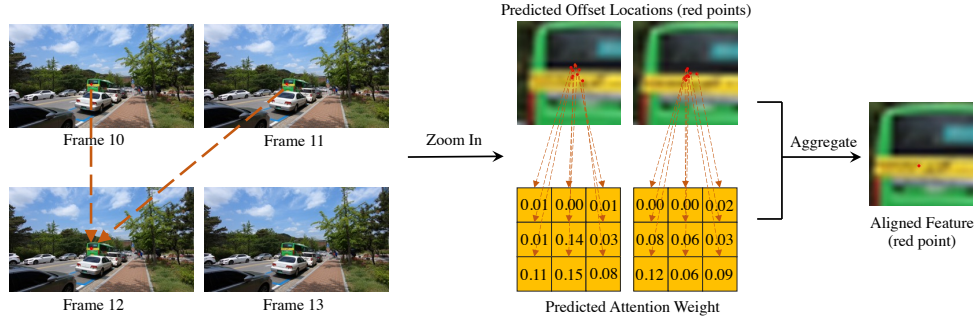 Predicted Offset Locations (red points)
Frame 10
Frame 11
Zoom In
Aggregate
0.01 0.00 0.01
0.01 0.14 0.03
0.11 0.15 0.08
0.00 0.00 0.02
0.08 0.06 0.03
0.12 0.06 0.09
Aligned Feature
(red point)
Frame 12
Frame 13
Predicted Attention Weight